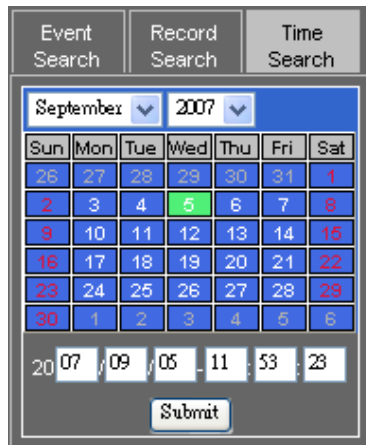 Event Search Record Search Time Search
September 2007
Sun Mon Tue Wed Thu Fri Sat
26 27 28 29 30 31 1
2 3 4 5 6 7 8
9 10 11 12 13 14 15
16 17 18 19 20 21 22
23 24 25 26 27 28 29
30 1 2 3 4 5 6
20 07 / 09 / 05 - 11 : 53 : 23
Submit